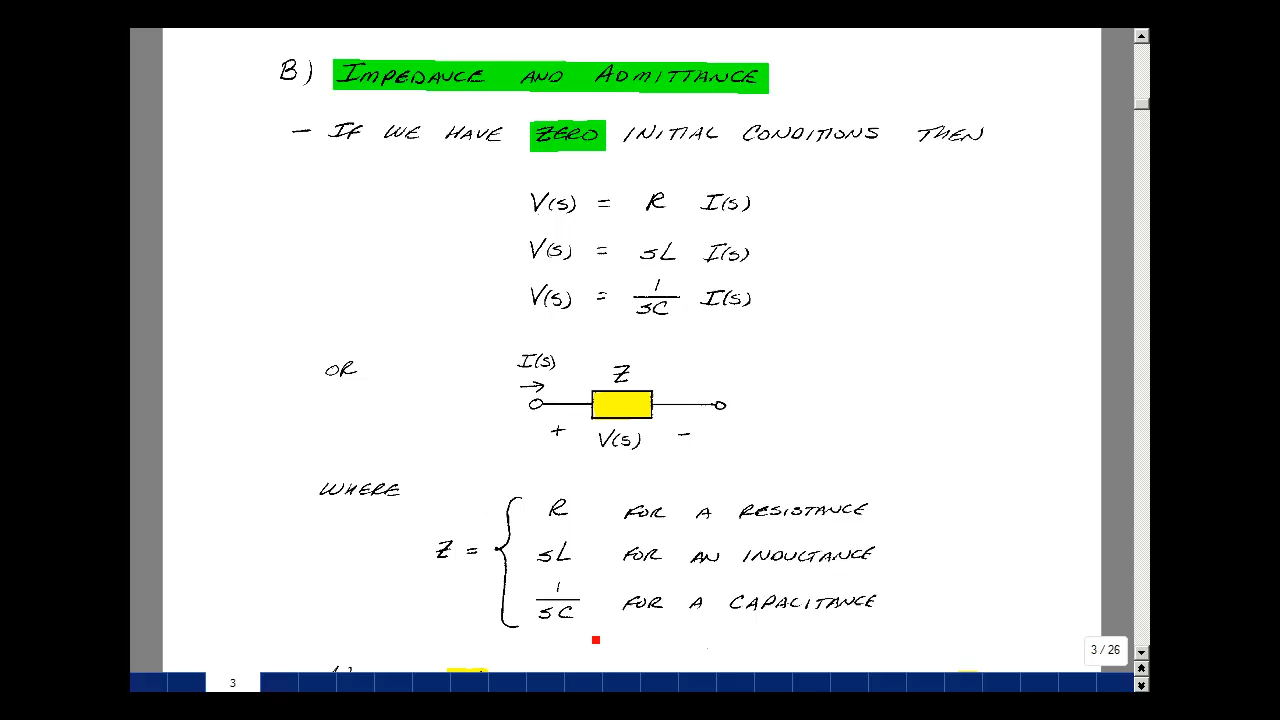 B) IMPEDANCE AND ADMITTANCE
– IF WE HAVE ZERO INITIAL CONDITIONS THEN
V(s) = R I(s)
V(s) = sL I(s)
V(s) = 1/sC I(s)
OR
I(s)
→
Z
+ V(s) –
WHERE
Z = { R FOR A RESISTANCE
sL FOR AN INDUCTANCE
1/sC FOR A CAPACITANCE
3 / 26
3